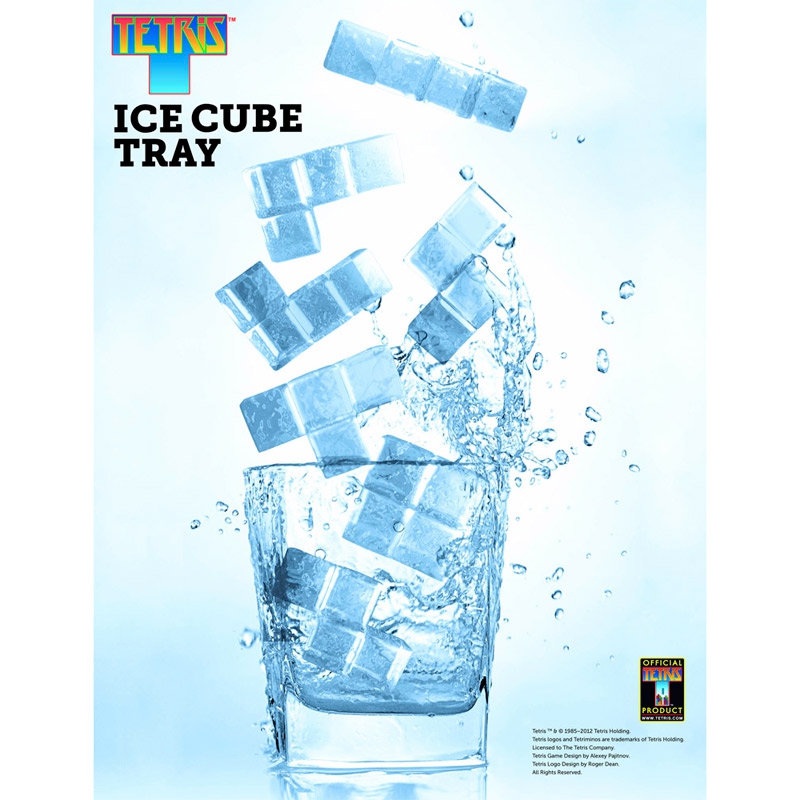 TETRIS™
ICE CUBE
TRAY
OFFICIAL
TETRIS
PRODUCT
WWW.TETRIS.COM
Tetris ™ & © 1985–2012 Tetris Holding.
Tetris logos and Tetriminos are trademarks of Tetris Holding.
Licensed to The Tetris Company.
Tetris Game Design by Alexey Pajitnov.
Tetris Logo Design by Roger Dean.
All Rights Reserved.